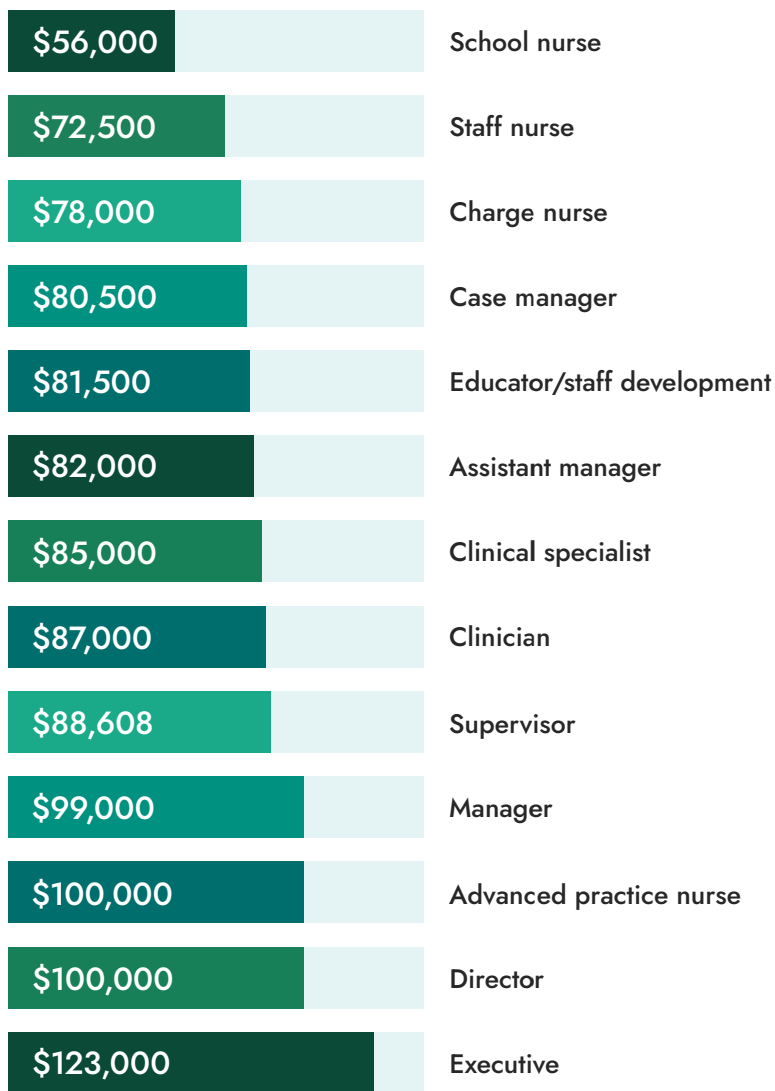 $56,000 School nurse
$72,500 Staff nurse
$78,000 Charge nurse
$80,500 Case manager
$81,500 Educator/staff development
$82,000 Assistant manager
$85,000 Clinical specialist
$87,000 Clinician
$88,608 Supervisor
$99,000 Manager
$100,000 Advanced practice nurse
$100,000 Director
$123,000 Executive